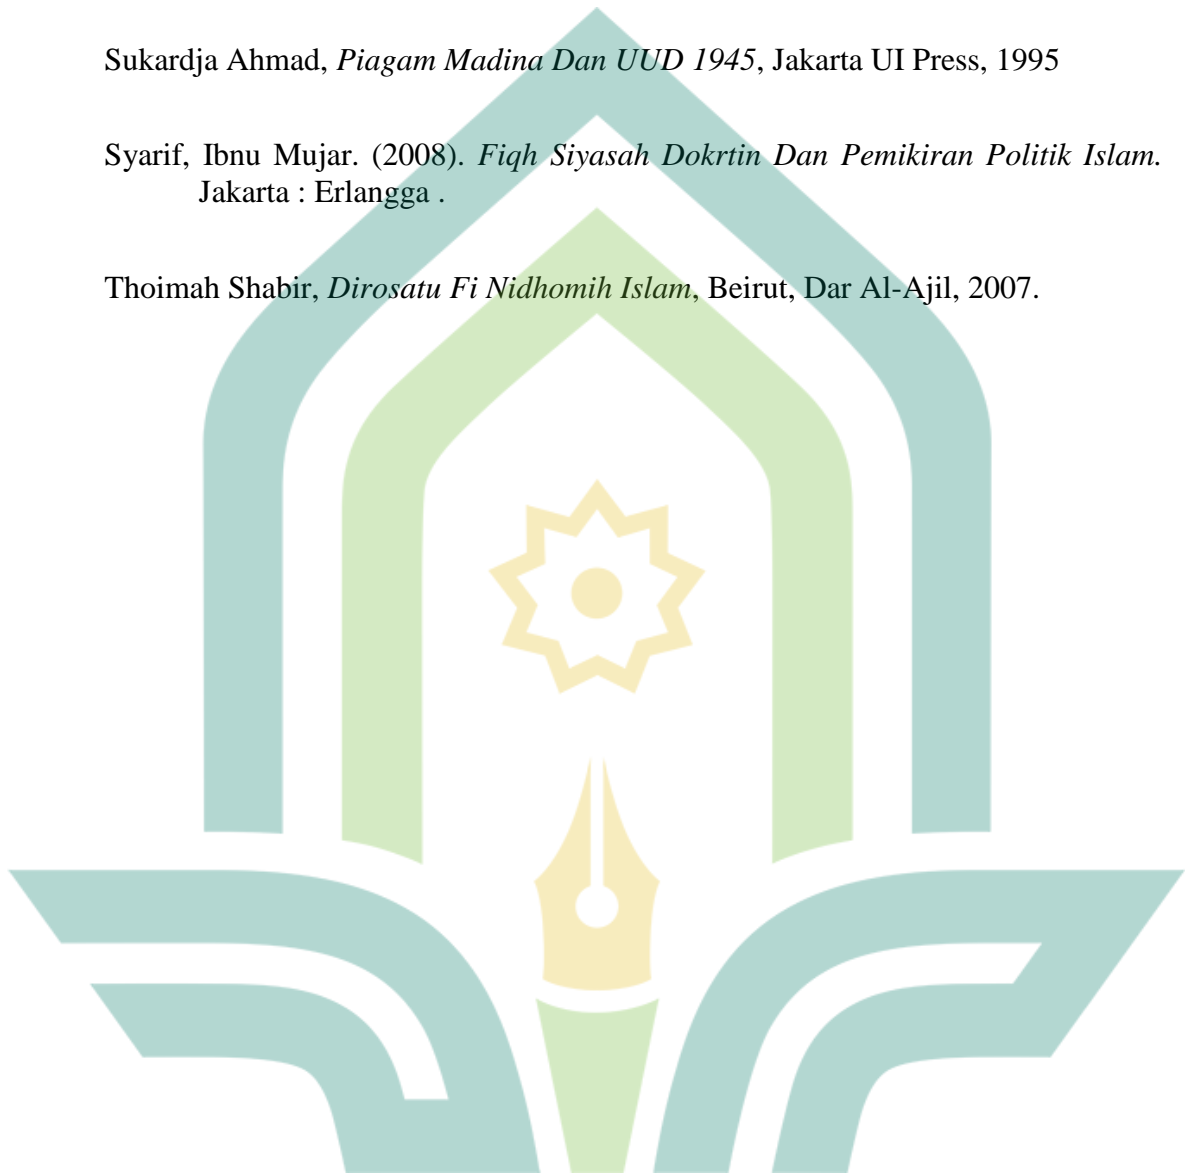 Sukardja Ahmad, Piagam Madina Dan UUD 1945, Jakarta UI Press, 1995
Syarif, Ibnu Mujar. (2008). Fiqh Siyasah Dokrtin Dan Pemikiran Politik Islam.
Jakarta : Erlangga .
Thoimah Shabir, Dirosatu Fi Nidhomih Islam, Beirut, Dar Al-Ajil, 2007.